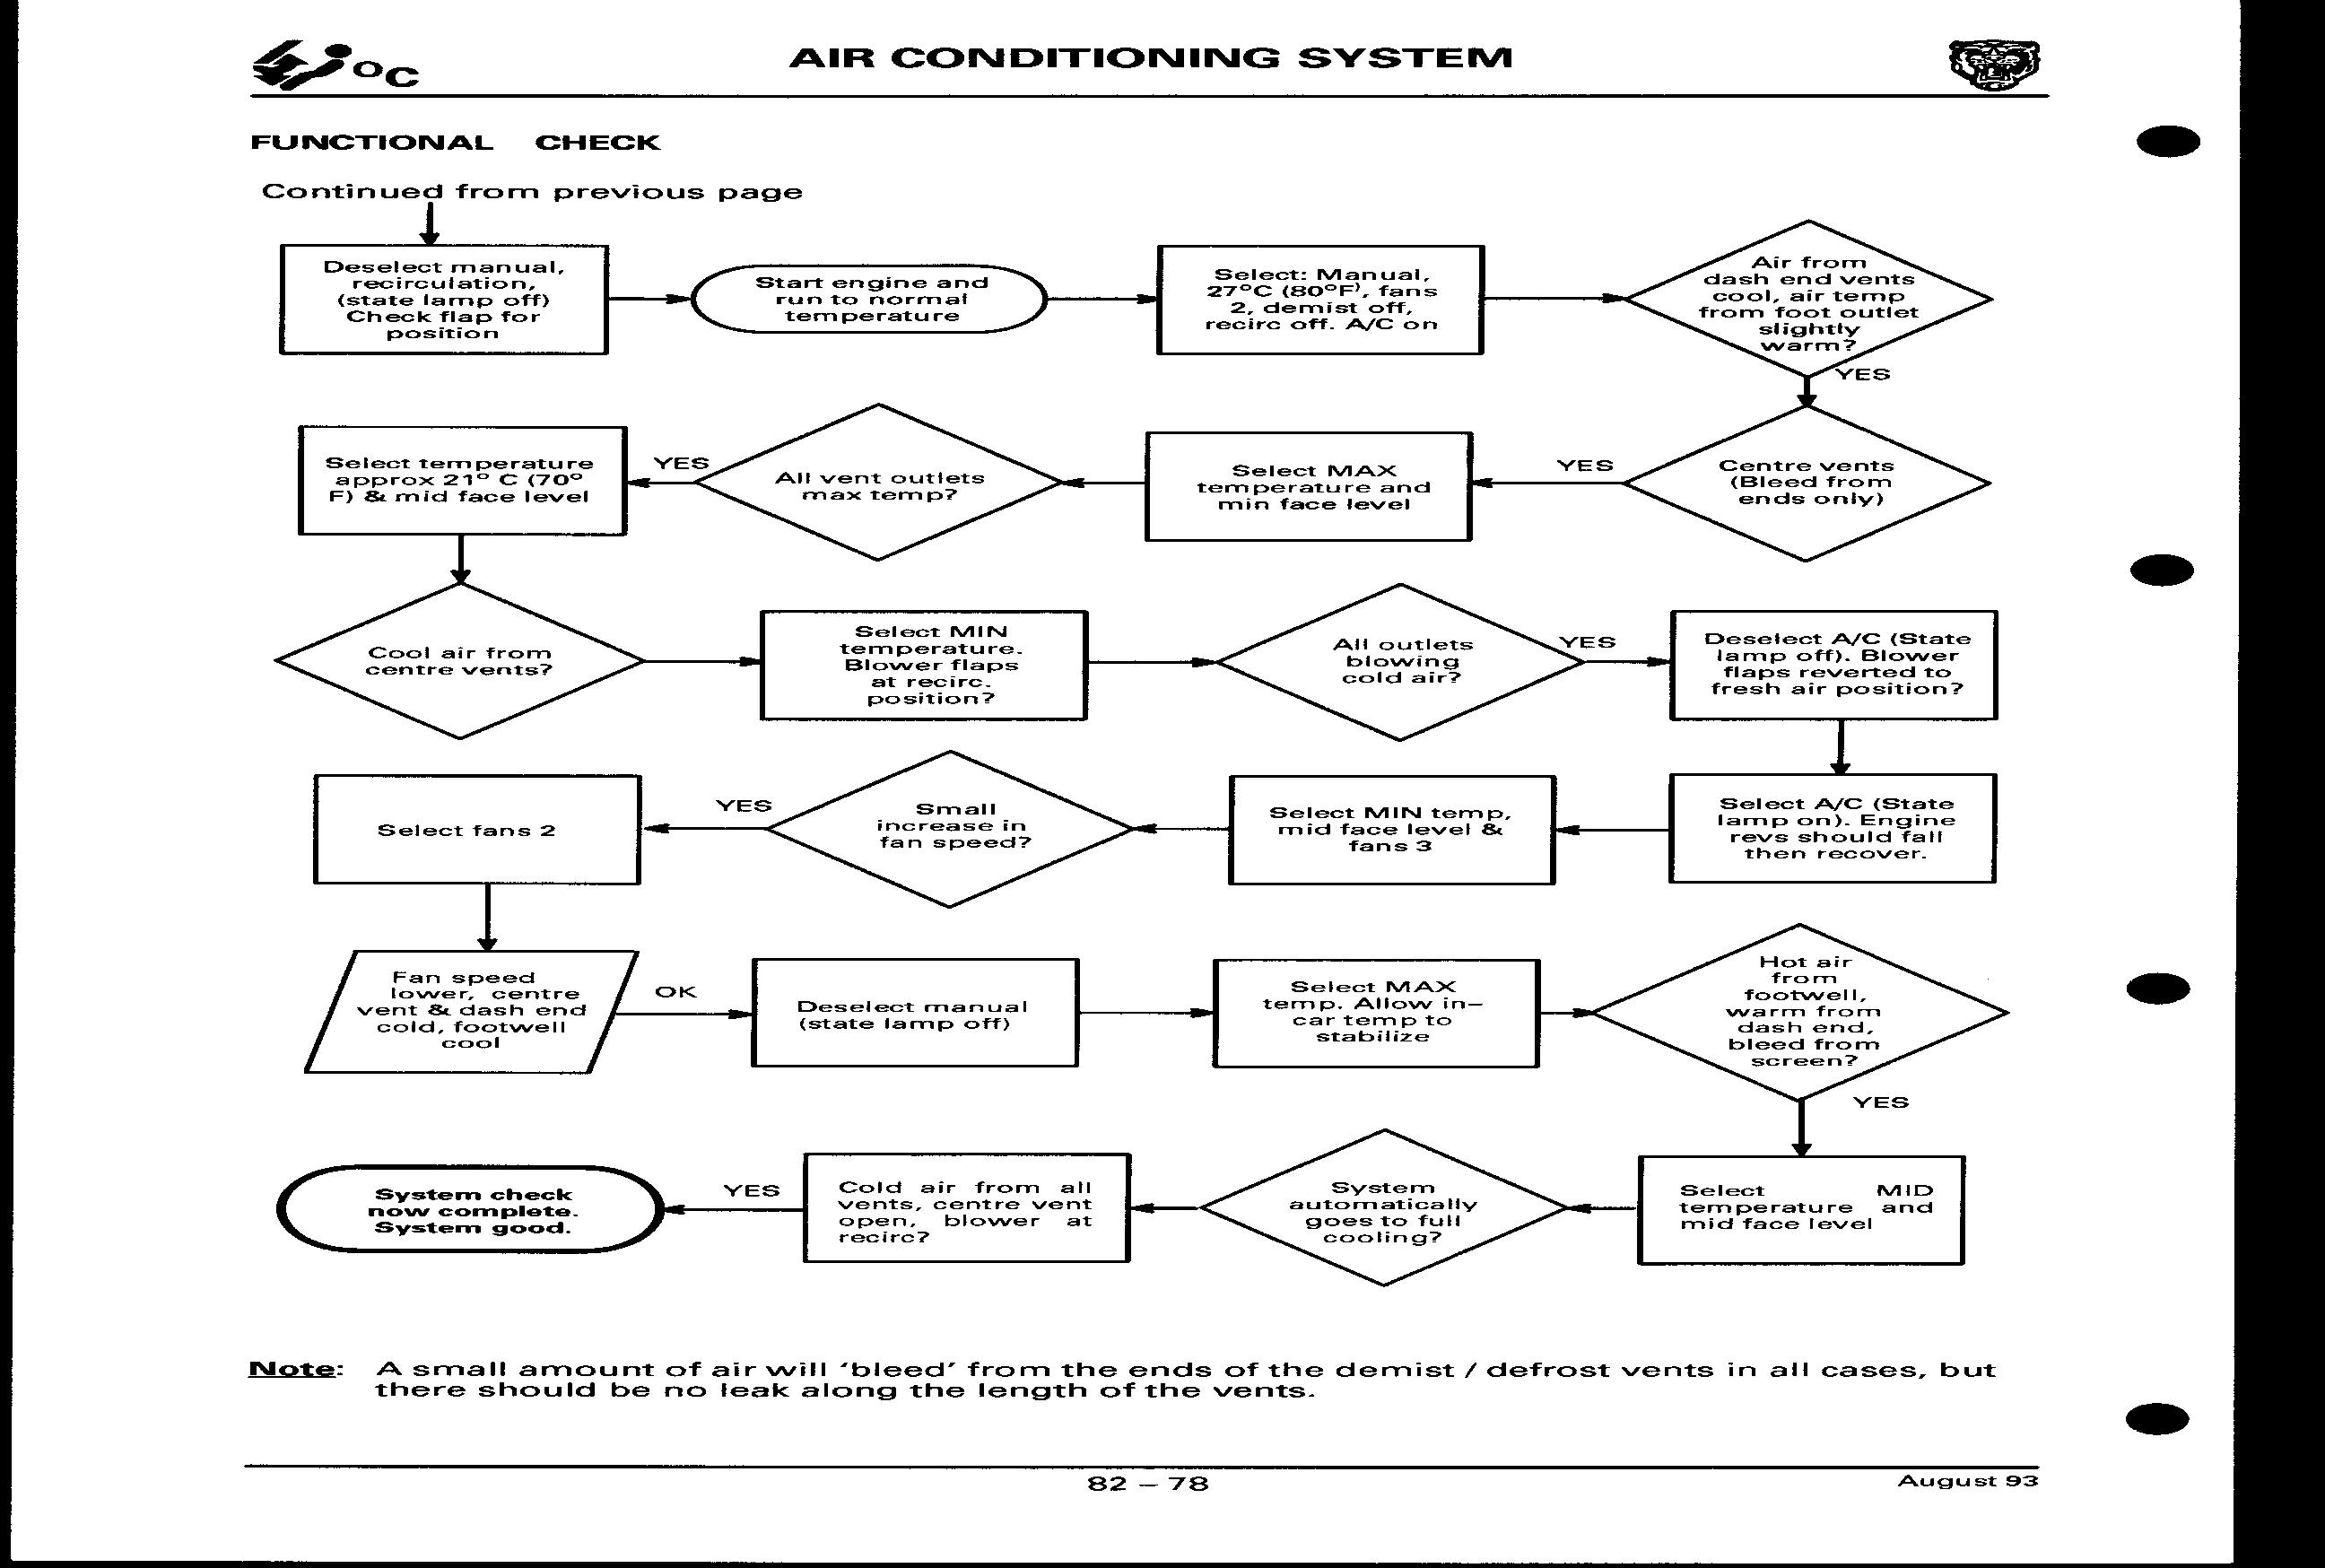 °C
AIR CONDITIONING SYSTEM
FUNCTIONAL CHECK
Continued from previous page
Deselect manual,
recirculation,
(state lamp off)
Check flap for
position
Start engine and
run to normal
temperature
Select: Manual,
27°C (80°F), fans
2, demist off,
recirc off. A/C on
Air from
dash end vents
cool, air temp
from foot outlet
slightly
warm?
YES
Centre vents
(Bleed from
ends only)
YES
Select MAX
temperature and
min face level
All vent outlets
max temp?
YES
Select temperature
approx 21° C (70°
F) & mid face level
Cool air from
centre vents?
Select MIN
temperature.
Blower flaps
at recirc.
position?
All outlets
blowing
cold air?
YES
Deselect A/C (State
lamp off). Blower
flaps reverted to
fresh air position?
Select A/C (State
lamp on). Engine
revs should fall
then recover.
Select MIN temp,
mid face level &
fans 3
Small
increase in
fan speed?
YES
Select fans 2
Fan speed
lower, centre
vent & dash end
cold, footwell
cool
OK
Deselect manual
(state lamp off)
Select MAX
temp. Allow in–
car temp to
stabilize
Hot air
from
footwell,
warm from
dash end,
bleed from
screen?
YES
Select MID
temperature and
mid face level
System
automatically
goes to full
cooling?
Cold air from all
vents, centre vent
open, blower at
recirc?
YES
System check
now complete.
System good.
Note: A small amount of air will 'bleed' from the ends of the demist / defrost vents in all cases, but
there should be no leak along the length of the vents.
82 – 78
August 93